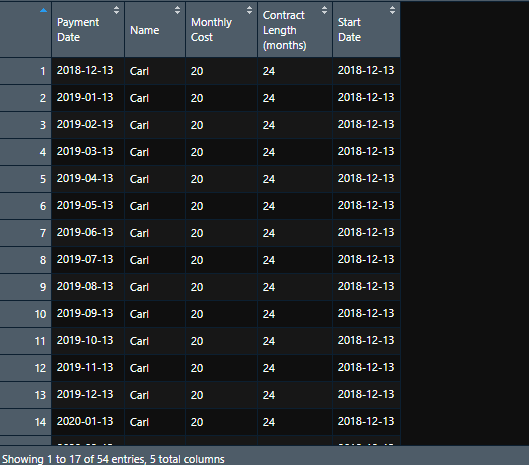 Payment Date Name Monthly Cost Contract Length (months) Start Date
1 2018-12-13 Carl 20 24 2018-12-13
2 2019-01-13 Carl 20 24 2018-12-13
3 2019-02-13 Carl 20 24 2018-12-13
4 2019-03-13 Carl 20 24 2018-12-13
5 2019-04-13 Carl 20 24 2018-12-13
6 2019-05-13 Carl 20 24 2018-12-13
7 2019-06-13 Carl 20 24 2018-12-13
8 2019-07-13 Carl 20 24 2018-12-13
9 2019-08-13 Carl 20 24 2018-12-13
10 2019-09-13 Carl 20 24 2018-12-13
11 2019-10-13 Carl 20 24 2018-12-13
12 2019-11-13 Carl 20 24 2018-12-13
13 2019-12-13 Carl 20 24 2018-12-13
14 2020-01-13 Carl 20 24 2018-12-13
Showing 1 to 17 of 54 entries, 5 total columns